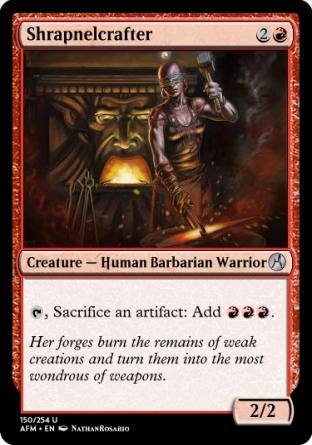 Shrapnelcrafter 2
Creature — Human Barbarian Warrior
, Sacrifice an artifact: Add .
Her forges burn the remains of weak
creations and turn them into the most
wondrous of weapons.
2/2
150/254 U
AFM • EN NathanRosario